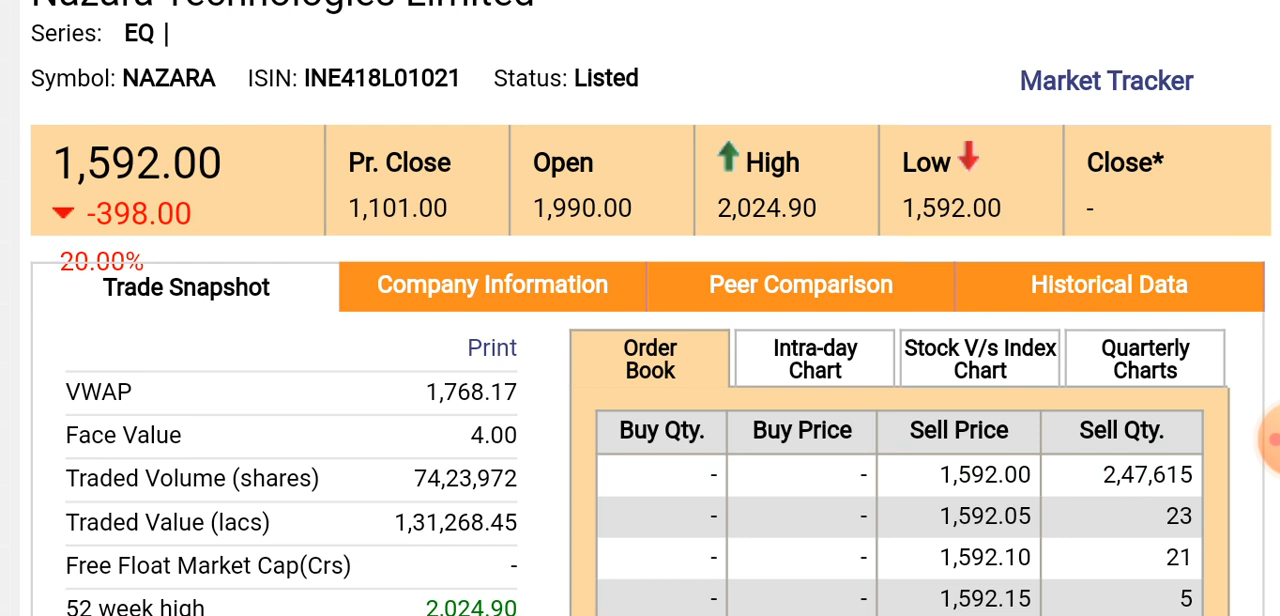 Nazara Technologies Limited
Series: EQ |
Symbol: NAZARA ISIN: INE418L01021 Status: Listed
Market Tracker
1,592.00 Pr. Close Open High Low Close*
-398.00 1,101.00 1,990.00 2,024.90 1,592.00 -
20.00%
Trade Snapshot Company Information Peer Comparison Historical Data
Print
VWAP 1,768.17
Face Value 4.00
Traded Volume (shares) 74,23,972
Traded Value (lacs) 1,31,268.45
Free Float Market Cap(Crs) -
52 week high 2,024.90
Order Book
Intra-day Chart
Stock V/s Index Chart
Quarterly Charts
Buy Qty. Buy Price Sell Price Sell Qty.
- - 1,592.00 2,47,615
- - 1,592.05 23
- - 1,592.10 21
- - 1,592.15 5